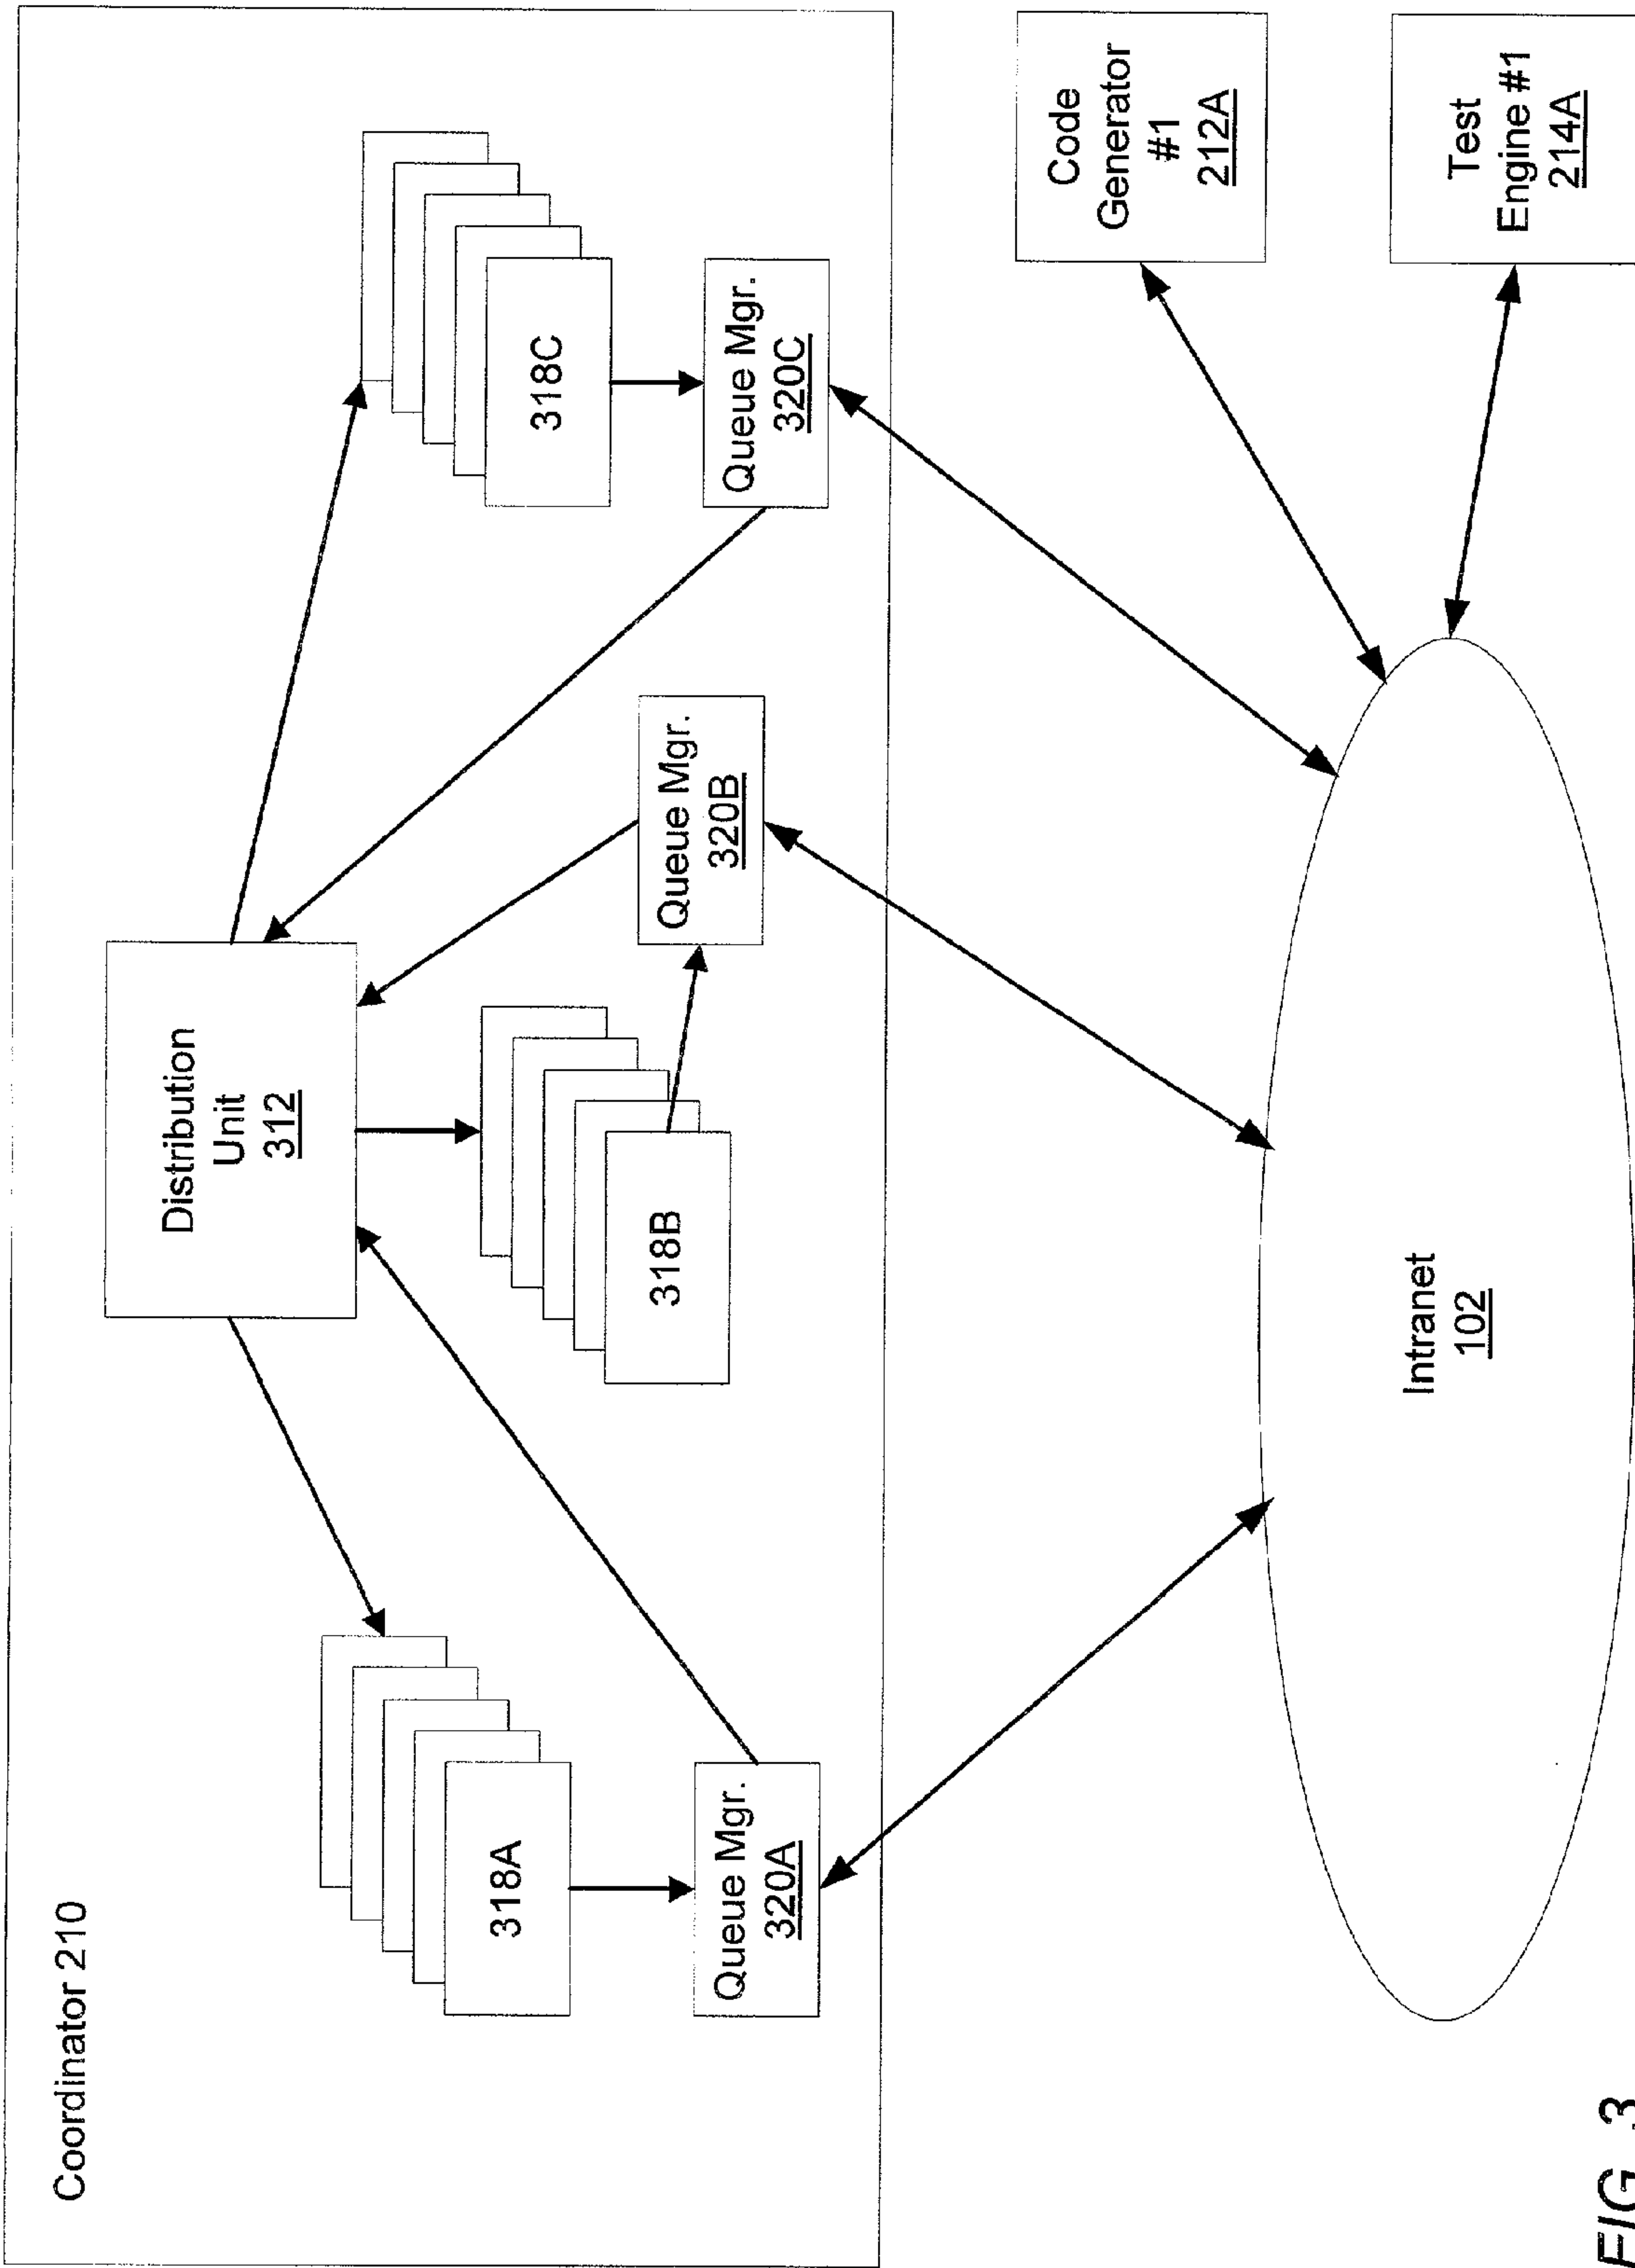 Coordinator 210
Distribution
Unit
312
318A
318B
318C
Queue Mgr.
320A
Queue Mgr.
320B
Queue Mgr.
320C
Code
Generator
#1
212A
Intranet
102
Test
Engine #1
214A
FIG. 3